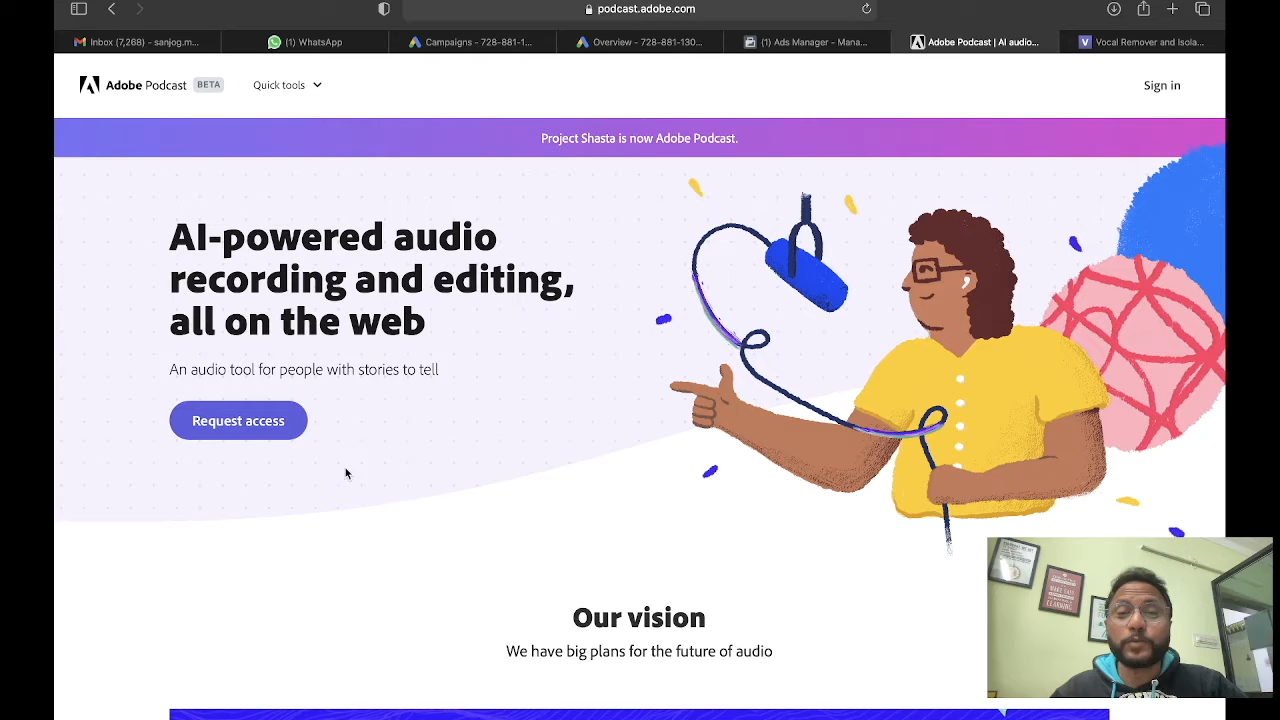 podcast.adobe.com
Inbox (7,268) - sanjog.m...
(1) WhatsApp
Campaigns - 728-881-1...
Overview - 728-881-130...
(1) Ads Manager - Mana...
Adobe Podcast | AI audio...
Vocal Remover and Isola...
Adobe Podcast BETA
Quick tools
Sign in
Project Shasta is now Adobe Podcast.
AI-powered audio
recording and editing,
all on the web
An audio tool for people with stories to tell
Request access
Our vision
We have big plans for the future of audio